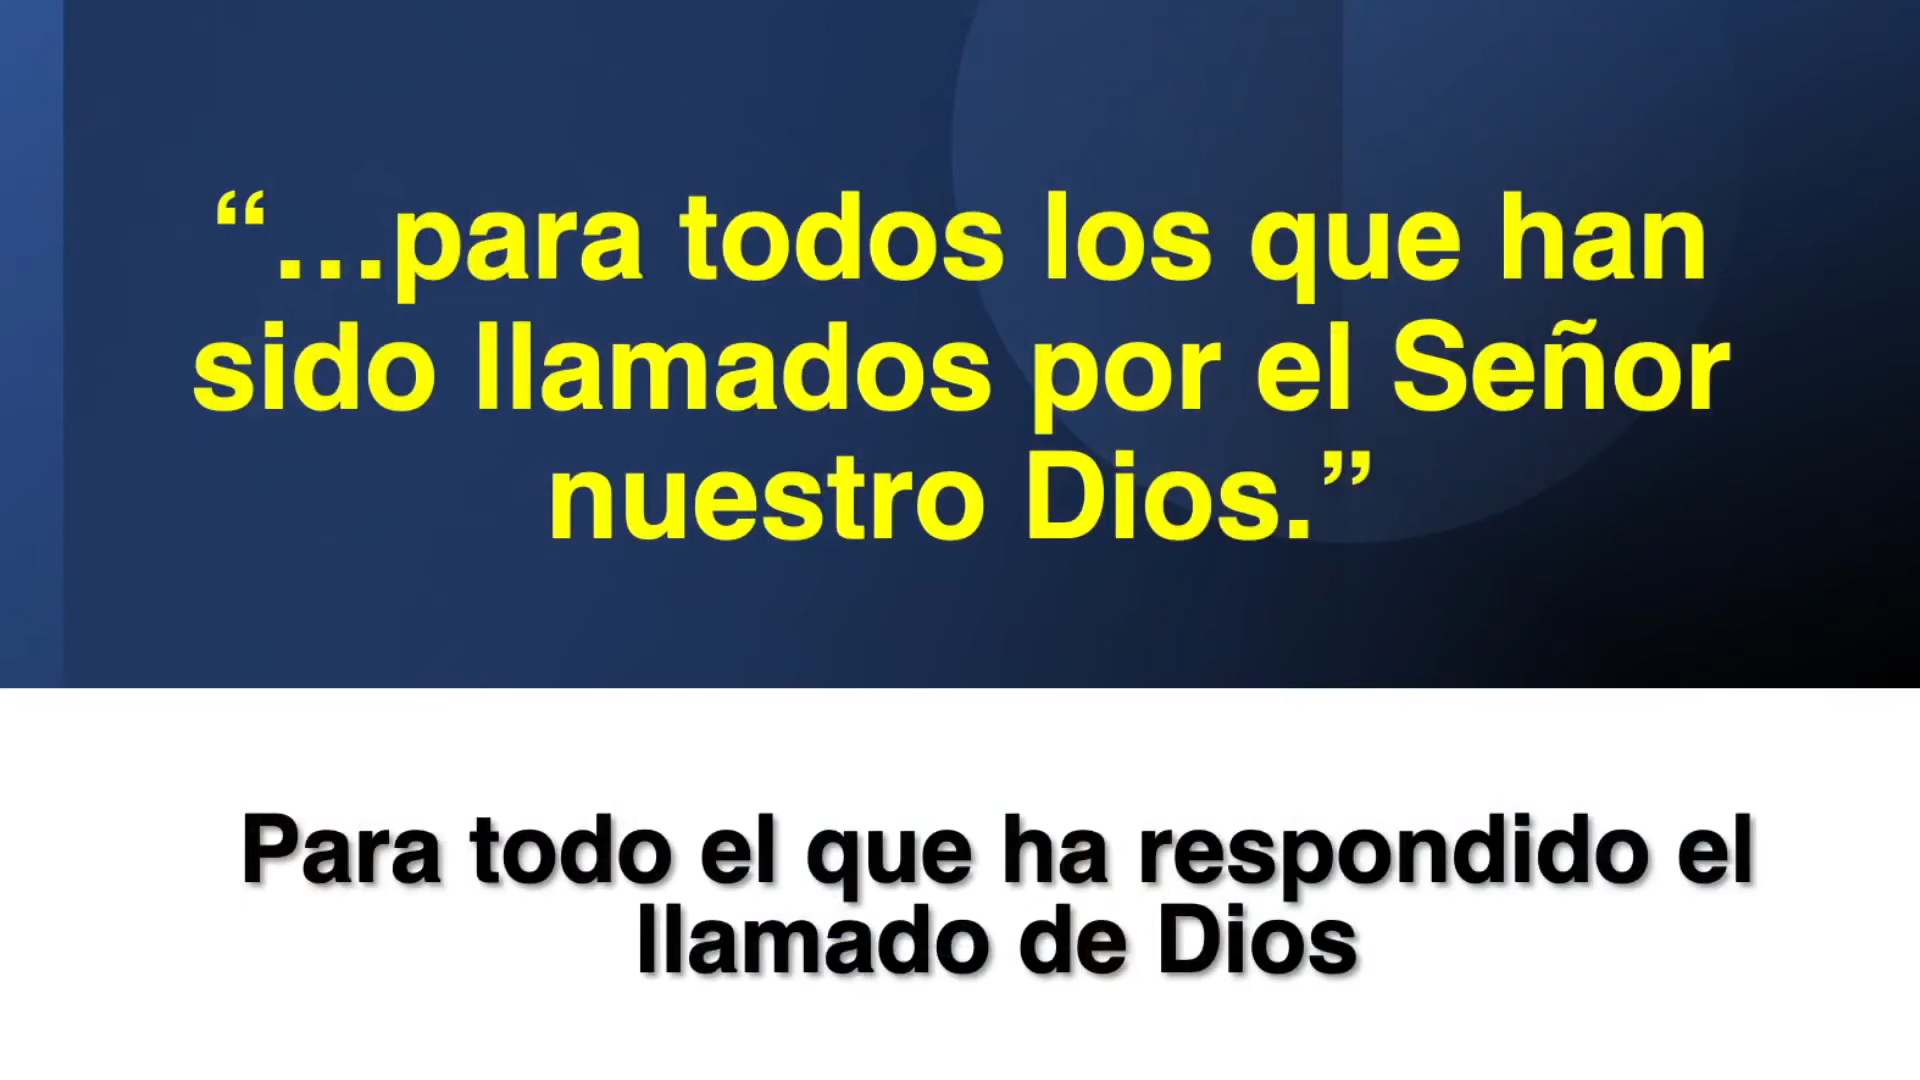 “...para todos los que han
sido llamados por el Señor
nuestro Dios.”
Para todo el que ha respondido el
llamado de Dios